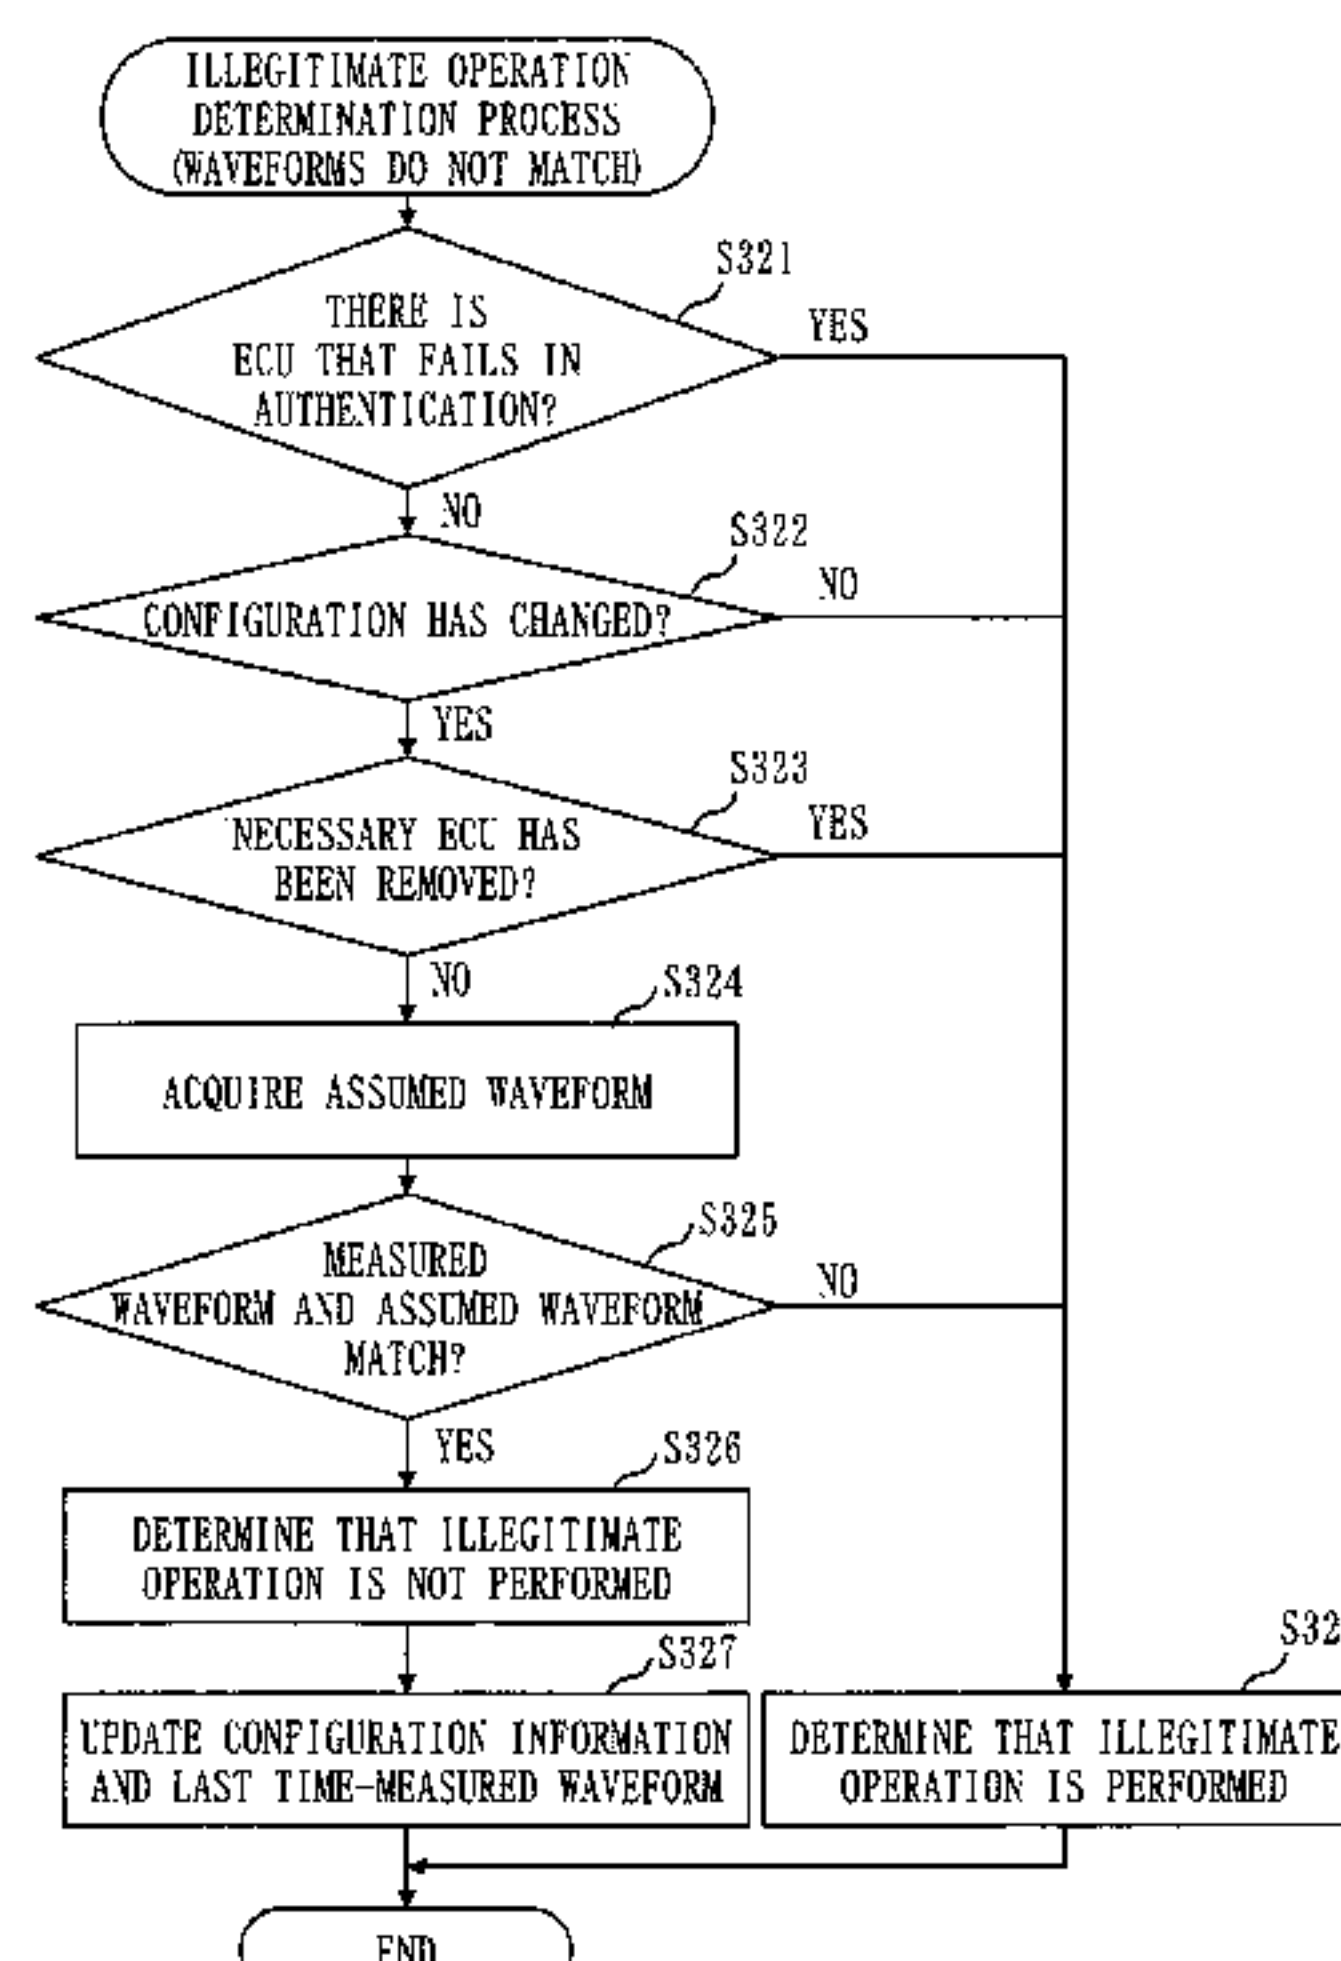 ILLEGITIMATE OPERATION
DETERMINATION PROCESS
(WAVEFORMS DO NOT MATCH)
S321
THERE IS
ECU THAT FAILS IN
AUTHENTICATION?
YES
NO
S322
CONFIGURATION HAS CHANGED?
NO
YES
S323
NECESSARY ECU HAS
BEEN REMOVED?
YES
NO
S324
ACQUIRE ASSUMED WAVEFORM
S325
MEASURED
WAVEFORM AND ASSUMED WAVEFORM
MATCH?
NO
YES
S326
DETERMINE THAT ILLEGITIMATE
OPERATION IS NOT PERFORMED
S327
UPDATE CONFIGURATION INFORMATION
AND LAST TIME-MEASURED WAVEFORM
S32
DETERMINE THAT ILLEGITIMATE
OPERATION IS PERFORMED
END